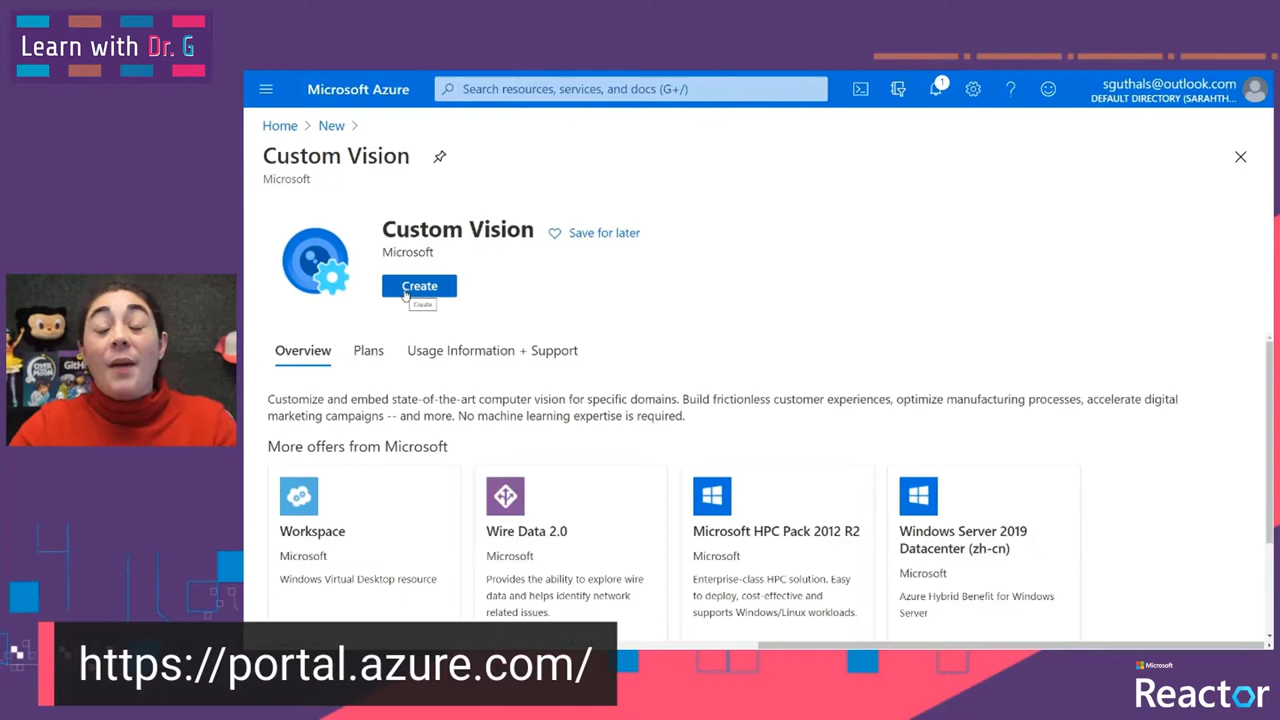 Learn with Dr. G
Microsoft Azure
Search resources, services, and docs (G+/)
1
sguthals@outlook.com
DEFAULT DIRECTORY (SARAHTH...
Home > New >
Custom Vision
Microsoft
Custom Vision
Save for later
Microsoft
Create
Create
Overview Plans Usage Information + Support
Customize and embed state-of-the-art computer vision for specific domains. Build frictionless customer experiences, optimize manufacturing processes, accelerate digital
marketing campaigns -- and more. No machine learning expertise is required.
More offers from Microsoft
Workspace
Microsoft
Windows Virtual Desktop resource
Wire Data 2.0
Microsoft
Provides the ability to explore wire
data and helps identify network
related issues.
Microsoft HPC Pack 2012 R2
Microsoft
Enterprise-class HPC solution. Easy
to deploy, cost-effective and
supports Windows/Linux workloads.
Windows Server 2019
Datacenter (zh-cn)
Microsoft
Azure Hybrid Benefit for Windows
Server
OVER
MOON
GitH
https://portal.azure.com/
Microsoft
Reactor